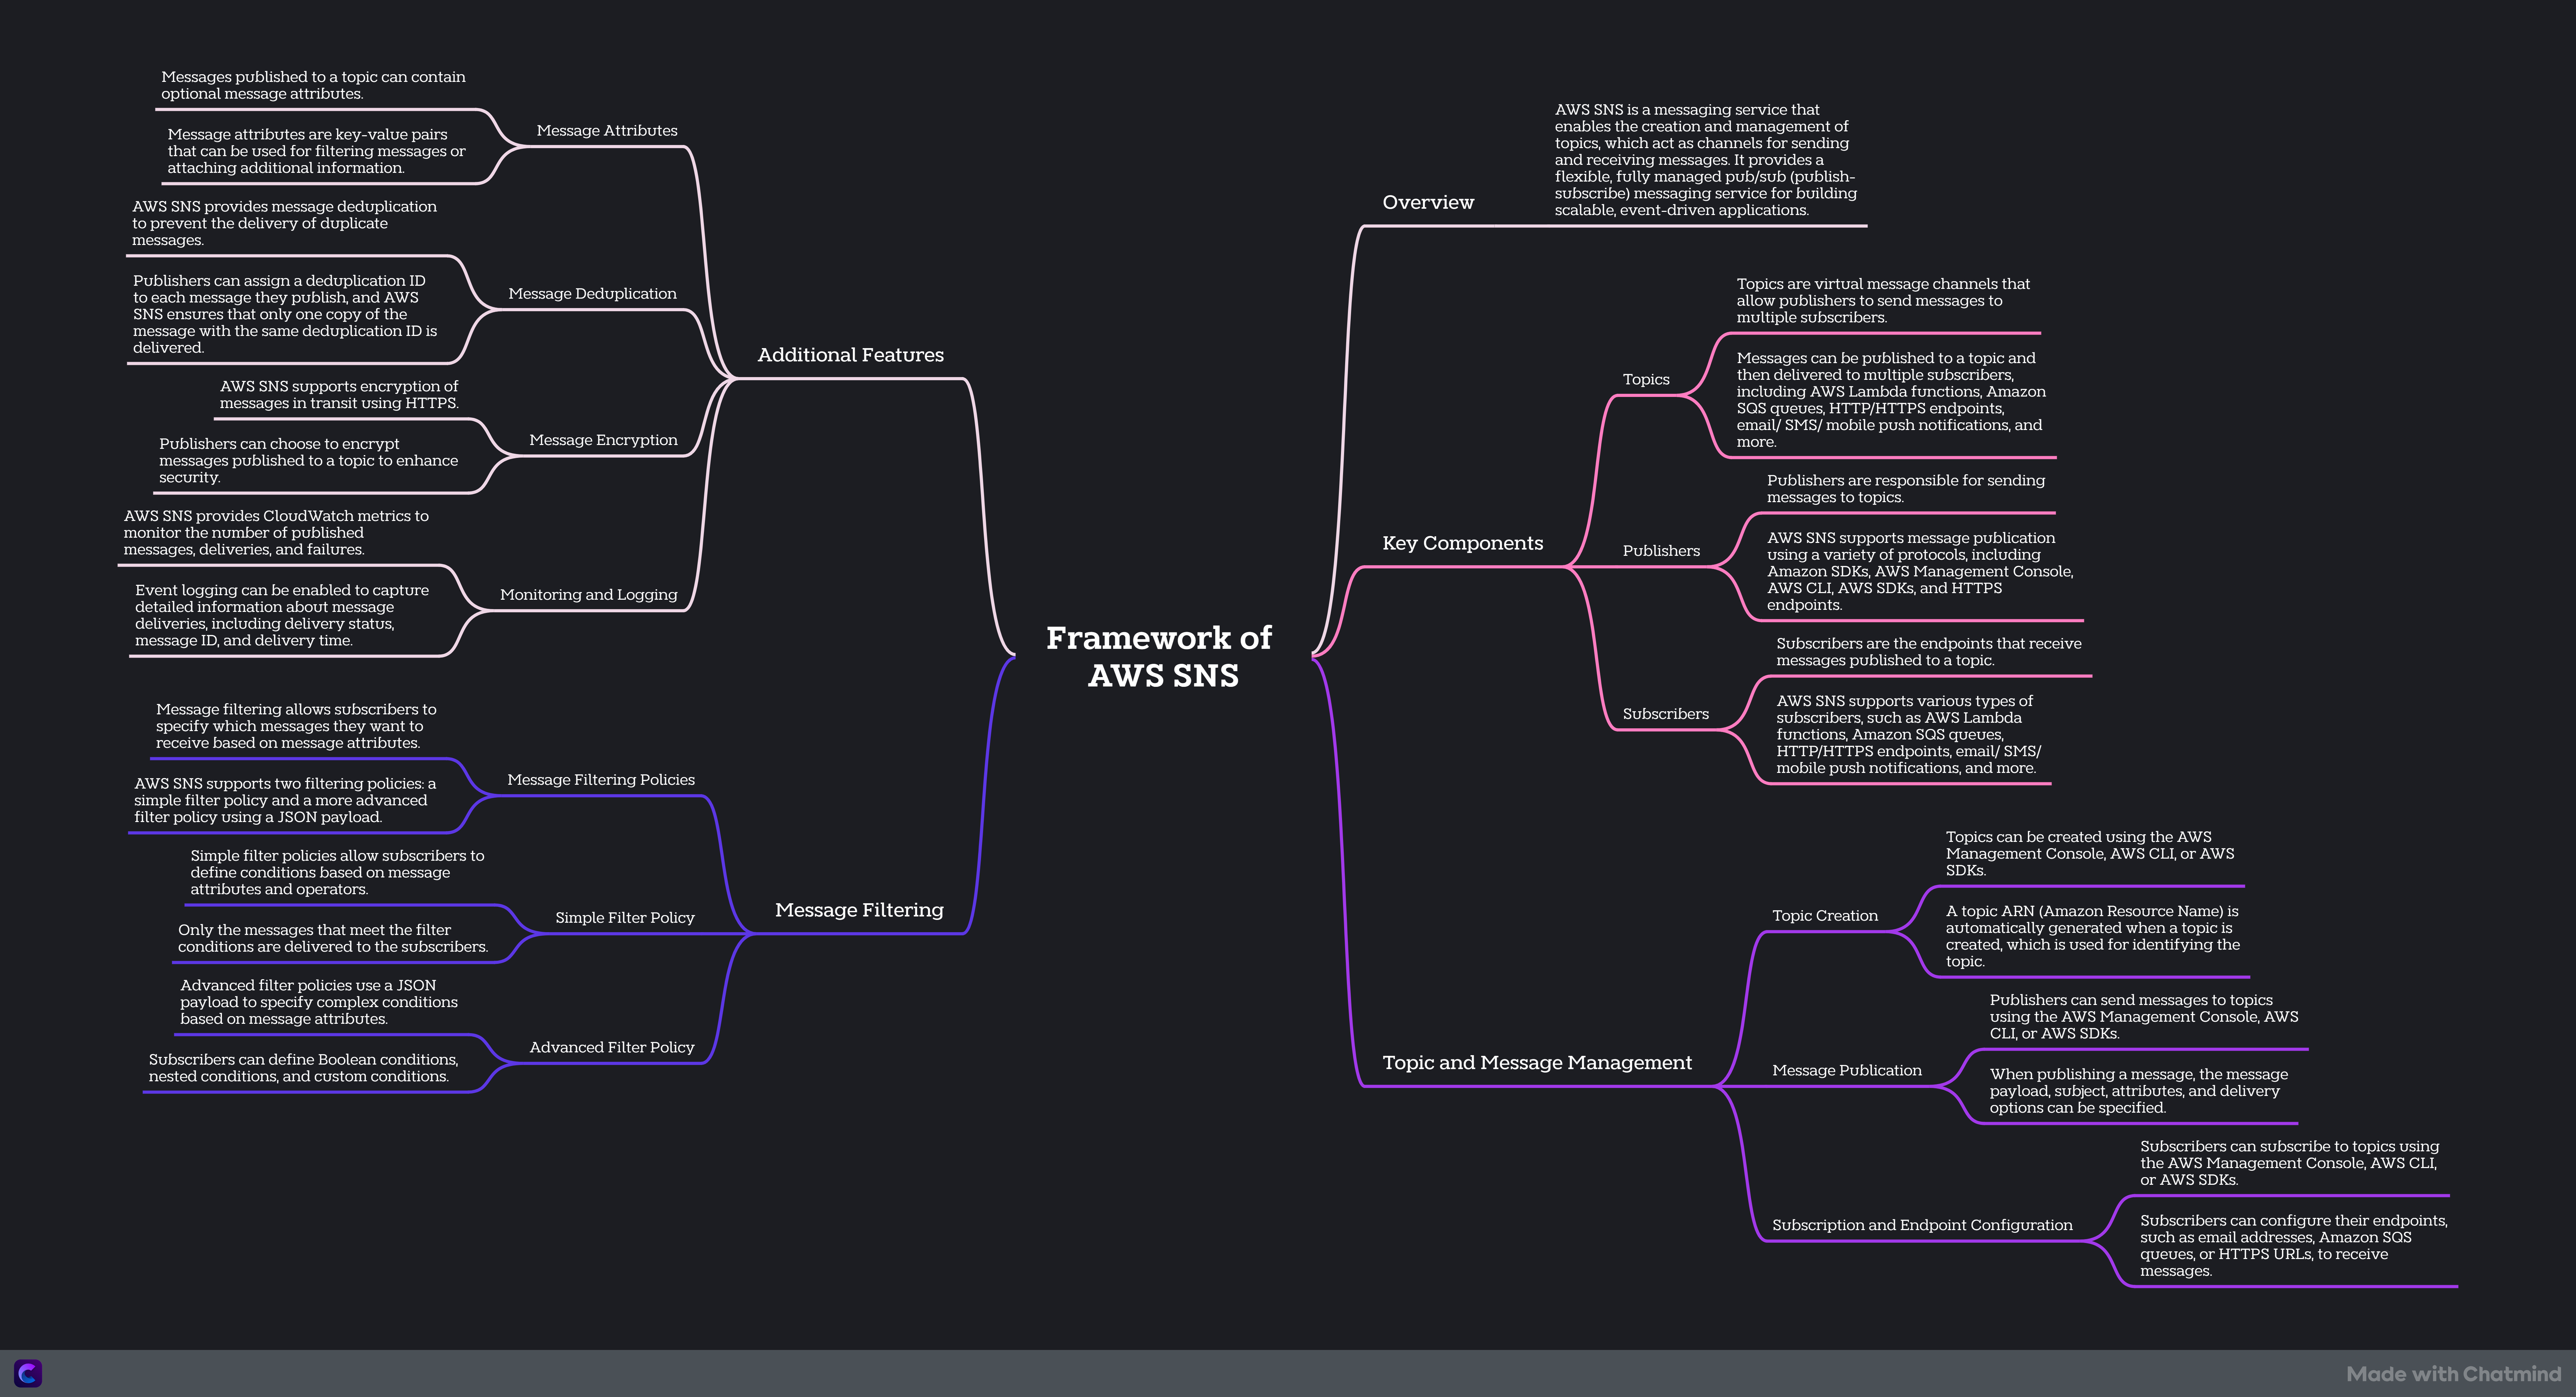 Framework of
AWS SNS
Overview
AWS SNS is a messaging service that
enables the creation and management of
topics, which act as channels for sending
and receiving messages. It provides a
flexible, fully managed pub/sub (publish-
subscribe) messaging service for building
scalable, event-driven applications.
Key Components
Topics
Topics are virtual message channels that
allow publishers to send messages to
multiple subscribers.
Messages can be published to a topic and
then delivered to multiple subscribers,
including AWS Lambda functions, Amazon
SQS queues, HTTP/HTTPS endpoints,
email/ SMS/ mobile push notifications, and
more.
Publishers
Publishers are responsible for sending
messages to topics.
AWS SNS supports message publication
using a variety of protocols, including
Amazon SDKs, AWS Management Console,
AWS CLI, AWS SDKs, and HTTPS
endpoints.
Subscribers
Subscribers are the endpoints that receive
messages published to a topic.
AWS SNS supports various types of
subscribers, such as AWS Lambda
functions, Amazon SQS queues,
HTTP/HTTPS endpoints, email/ SMS/
mobile push notifications, and more.
Topic and Message Management
Topic Creation
Topics can be created using the AWS
Management Console, AWS CLI, or AWS
SDKs.
A topic ARN (Amazon Resource Name) is
automatically generated when a topic is
created, which is used for identifying the
topic.
Message Publication
Publishers can send messages to topics
using the AWS Management Console, AWS
CLI, or AWS SDKs.
When publishing a message, the message
payload, subject, attributes, and delivery
options can be specified.
Subscription and Endpoint Configuration
Subscribers can subscribe to topics using
the AWS Management Console, AWS CLI,
or AWS SDKs.
Subscribers can configure their endpoints,
such as email addresses, Amazon SQS
queues, or HTTPS URLs, to receive
messages.
Additional Features
Message Attributes
Messages published to a topic can contain
optional message attributes.
Message attributes are key-value pairs
that can be used for filtering messages or
attaching additional information.
Message Deduplication
AWS SNS provides message deduplication
to prevent the delivery of duplicate
messages.
Publishers can assign a deduplication ID
to each message they publish, and AWS
SNS ensures that only one copy of the
message with the same deduplication ID is
delivered.
Message Encryption
AWS SNS supports encryption of
messages in transit using HTTPS.
Publishers can choose to encrypt
messages published to a topic to enhance
security.
Monitoring and Logging
AWS SNS provides CloudWatch metrics to
monitor the number of published
messages, deliveries, and failures.
Event logging can be enabled to capture
detailed information about message
deliveries, including delivery status,
message ID, and delivery time.
Message Filtering
Message Filtering Policies
Message filtering allows subscribers to
specify which messages they want to
receive based on message attributes.
AWS SNS supports two filtering policies: a
simple filter policy and a more advanced
filter policy using a JSON payload.
Simple Filter Policy
Simple filter policies allow subscribers to
define conditions based on message
attributes and operators.
Only the messages that meet the filter
conditions are delivered to the subscribers.
Advanced Filter Policy
Advanced filter policies use a JSON
payload to specify complex conditions
based on message attributes.
Subscribers can define Boolean conditions,
nested conditions, and custom conditions.
Made with Chatmind